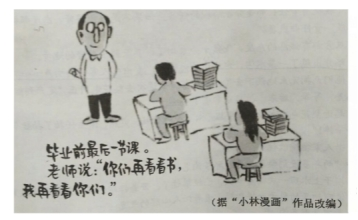 毕业前最后一节课。
老师说：“你们再看看书，
我再看看你们。”
（据“小林漫画”作品改编）